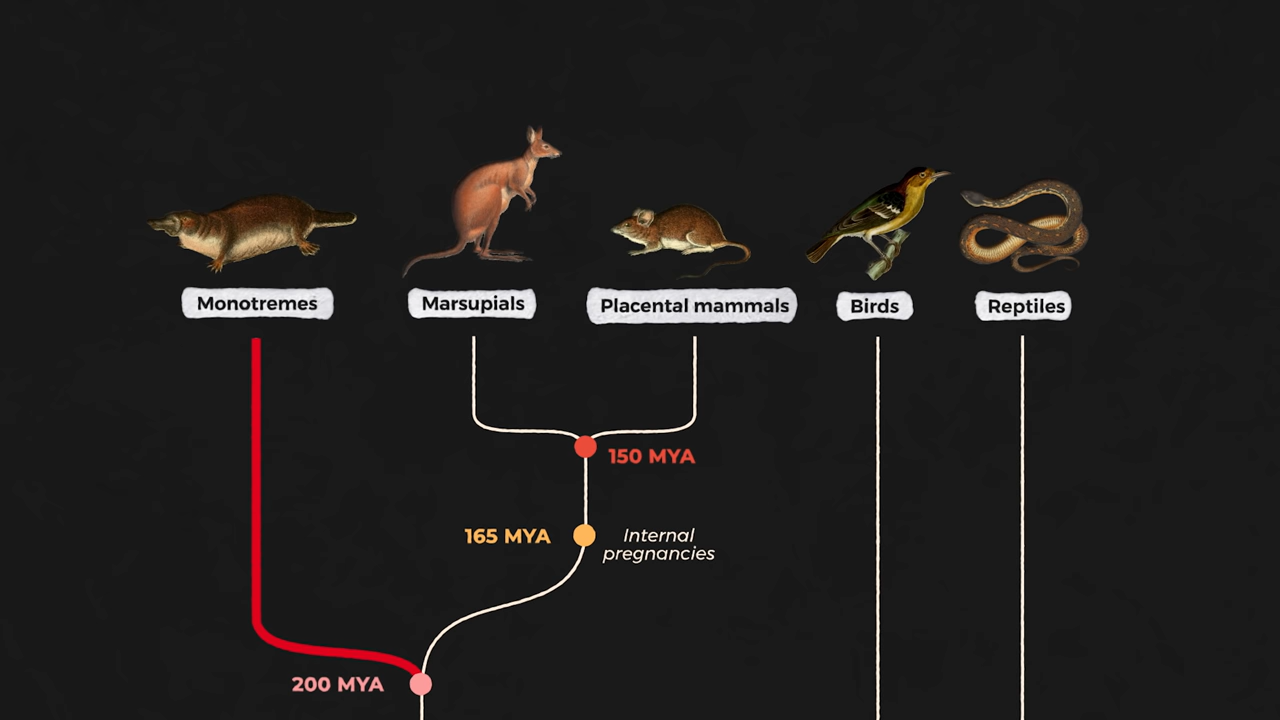 Monotremes
Marsupials
Placental mammals
Birds
Reptiles
150 MYA
165 MYA
Internal
pregnancies
200 MYA